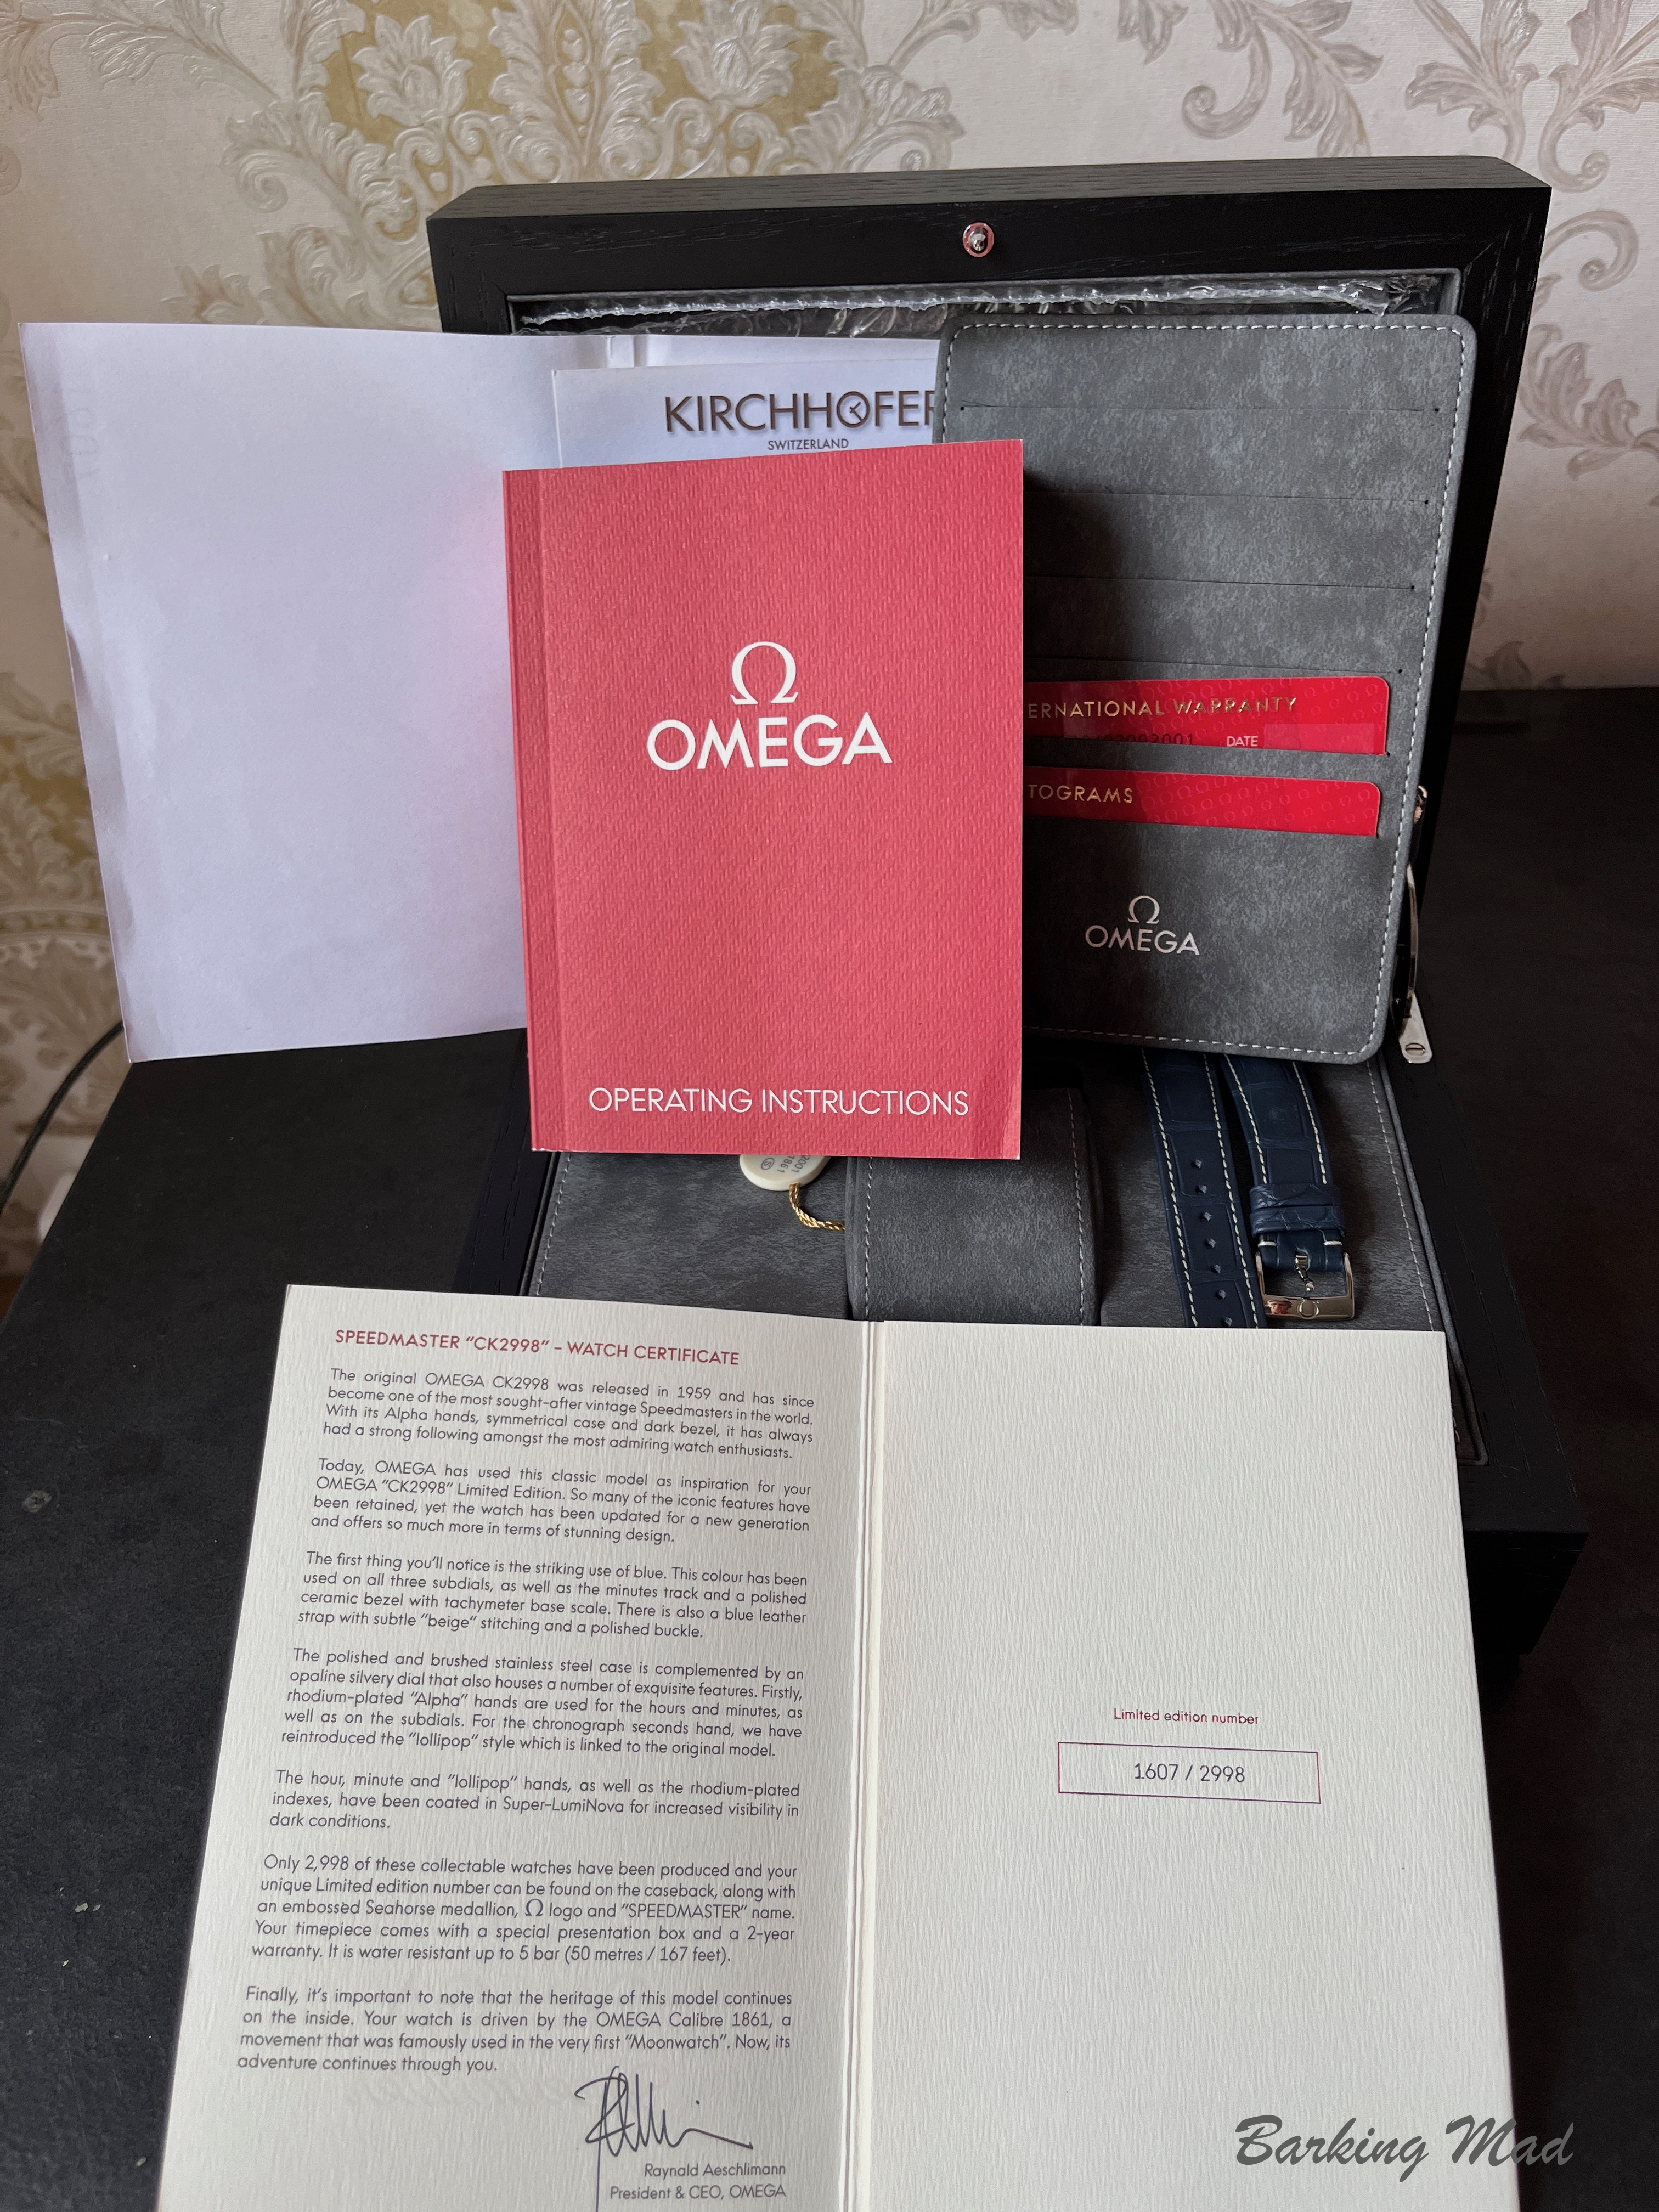 KIRCHHOFER
SWITZERLAND
Ω
OMEGA
OPERATING INSTRUCTIONS
ERNATIONAL WARRANTY
DATE
TOGRAMS
Ω
OMEGA
2001
1861
SPEEDMASTER “CK2998” – WATCH CERTIFICATE
The original OMEGA CK2998 was released in 1959 and has since
become one of the most sought-after vintage Speedmasters in the world.
With its Alpha hands, symmetrical case and dark bezel, it has always
had a strong following amongst the most admiring watch enthusiasts.
Today, OMEGA has used this classic model as inspiration for your
OMEGA “CK2998” Limited Edition. So many of the iconic features have
been retained, yet the watch has been updated for a new generation
and offers so much more in terms of stunning design.
The first thing you’ll notice is the striking use of blue. This colour has been
used on all three subdials, as well as the minutes track and a polished
ceramic bezel with tachymeter base scale. There is also a blue leather
strap with subtle “beige” stitching and a polished buckle.
The polished and brushed stainless steel case is complemented by an
opaline silvery dial that also houses a number of exquisite features. Firstly,
rhodium-plated “Alpha” hands are used for the hours and minutes, as
well as on the subdials. For the chronograph seconds hand, we have
reintroduced the “lollipop” style which is linked to the original model.
The hour, minute and “lollipop” hands, as well as the rhodium-plated
indexes, have been coated in Super-LumiNova for increased visibility in
dark conditions.
Only 2,998 of these collectable watches have been produced and your
unique Limited edition number can be found on the caseback, along with
an embossed Seahorse medallion, Ω logo and “SPEEDMASTER” name.
Your timepiece comes with a special presentation box and a 2-year
warranty. It is water resistant up to 5 bar (50 metres / 167 feet).
Finally, it’s important to note that the heritage of this model continues
on the inside. Your watch is driven by the OMEGA Calibre 1861, a
movement that was famously used in the very first “Moonwatch”. Now, its
adventure continues through you.
Raynald Aeschlimann
President & CEO, OMEGA
Limited edition number
1607 / 2998
Barking Mad